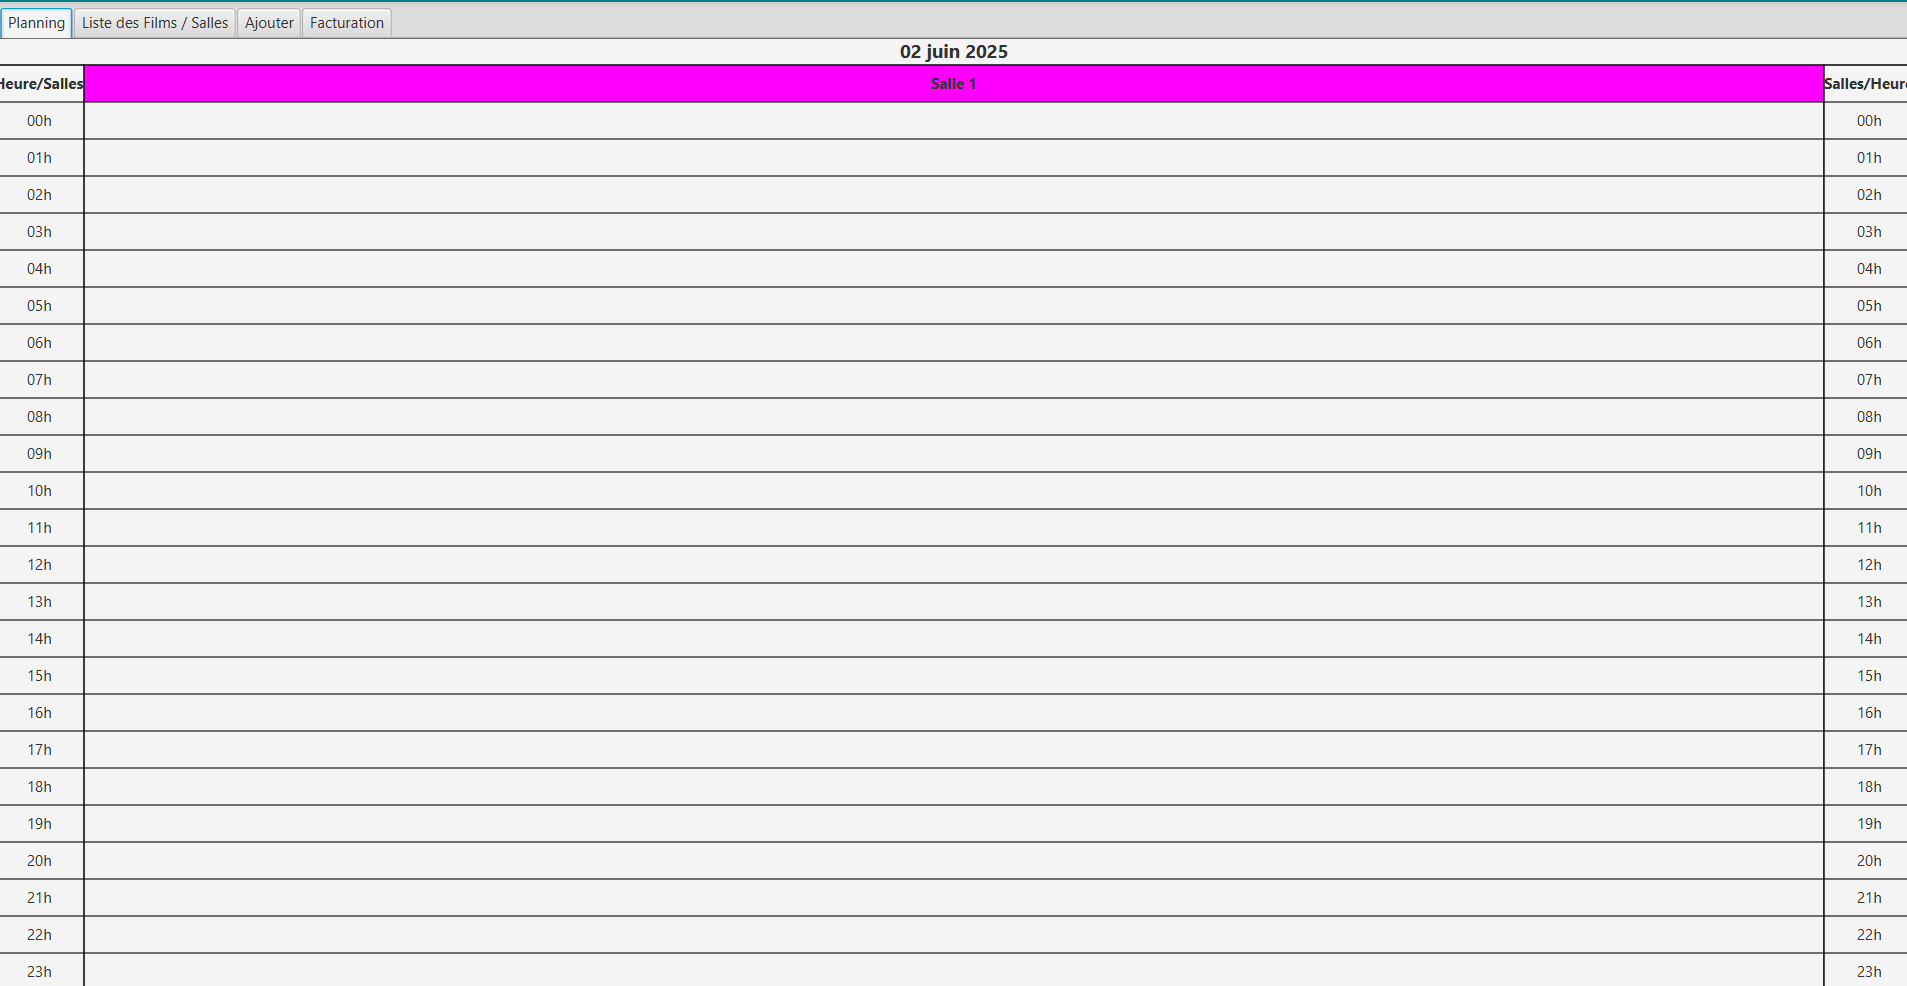 Planning Liste des Films / Salles Ajouter Facturation
02 juin 2025
Heure/Salles Salle 1 Salles/Heure
00h 00h
01h 01h
02h 02h
03h 03h
04h 04h
05h 05h
06h 06h
07h 07h
08h 08h
09h 09h
10h 10h
11h 11h
12h 12h
13h 13h
14h 14h
15h 15h
16h 16h
17h 17h
18h 18h
19h 19h
20h 20h
21h 21h
22h 22h
23h 23h